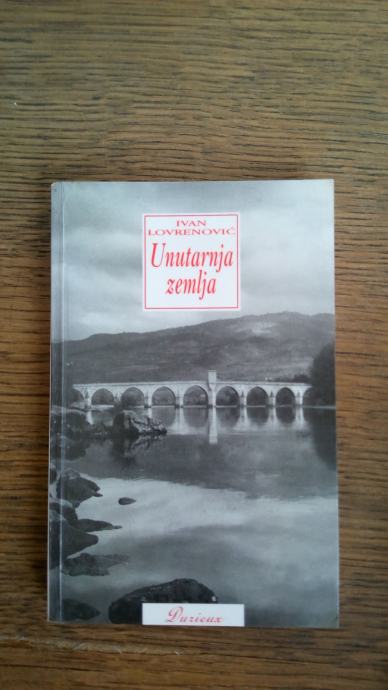 IVAN
LOVRENOVIĆ
Unutarnja
zemlja
Durieux